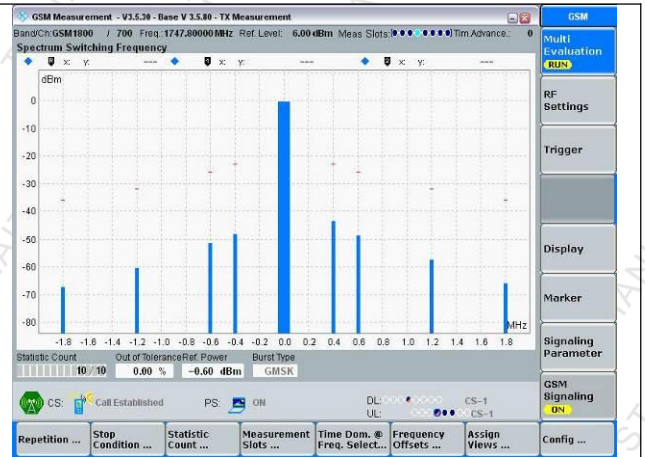 GSM Measurement - V3.5.30 - Base V 3.5.80 - TX Measurement
GSM
Band/Ch:GSM1800 / 700 Freq.:1747.80000MHz Ref. Level: 6.00dBm Meas Slots: Tim.Advance.: 0
Spectrum Switching Frequency
x: y: --- x: y: --- x: y: ---
dBm
0
-10
-20
-30
-40
-50
-60
-70
-80
MHz
-1.8 -1.6 -1.4 -1.2 -1.0 -0.8 -0.6 -0.4 -0.2 0.0 0.2 0.4 0.6 0.8 1.0 1.2 1.4 1.6 1.8
Statistic Count Out of Tolerance Ref. Power Burst Type
10 / 10 0.00 % -0.60 dBm GMSK
CS: Call Established PS: ON DL: CS-1
UL: CS-1
Repetition ...
Stop
Condition ...
Statistic
Count ...
Measurement
Slots ...
Time Dom. @
Freq. Select...
Frequency
Offsets ...
Assign
Views ...
Config ...
Multi
Evaluation
RUN
RF
Settings
Trigger
Display
Marker
Signaling
Parameter
GSM
Signaling
ON